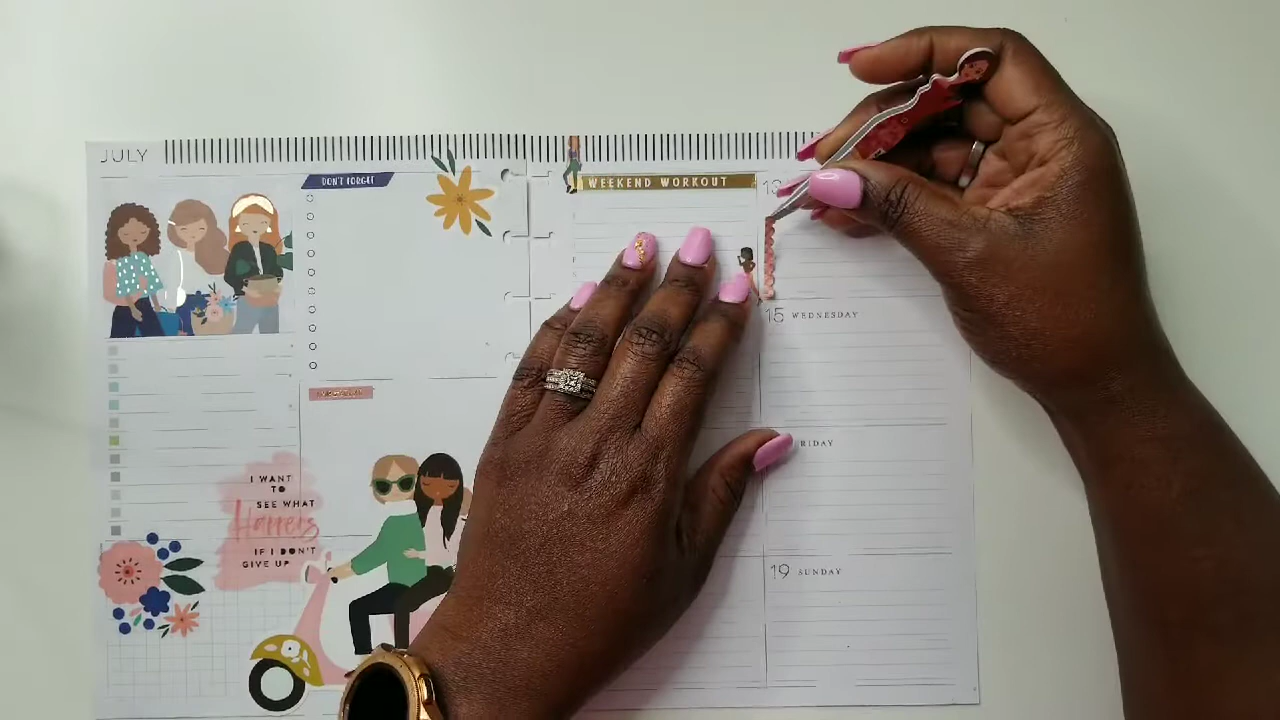 JULY
DON'T FORGET
WEEKEND WORKOUT
13
15 WEDNESDAY
RIDAY
19 SUNDAY
I WANT
TO
SEE WHAT
Happens
IF I DON'T
GIVE UP